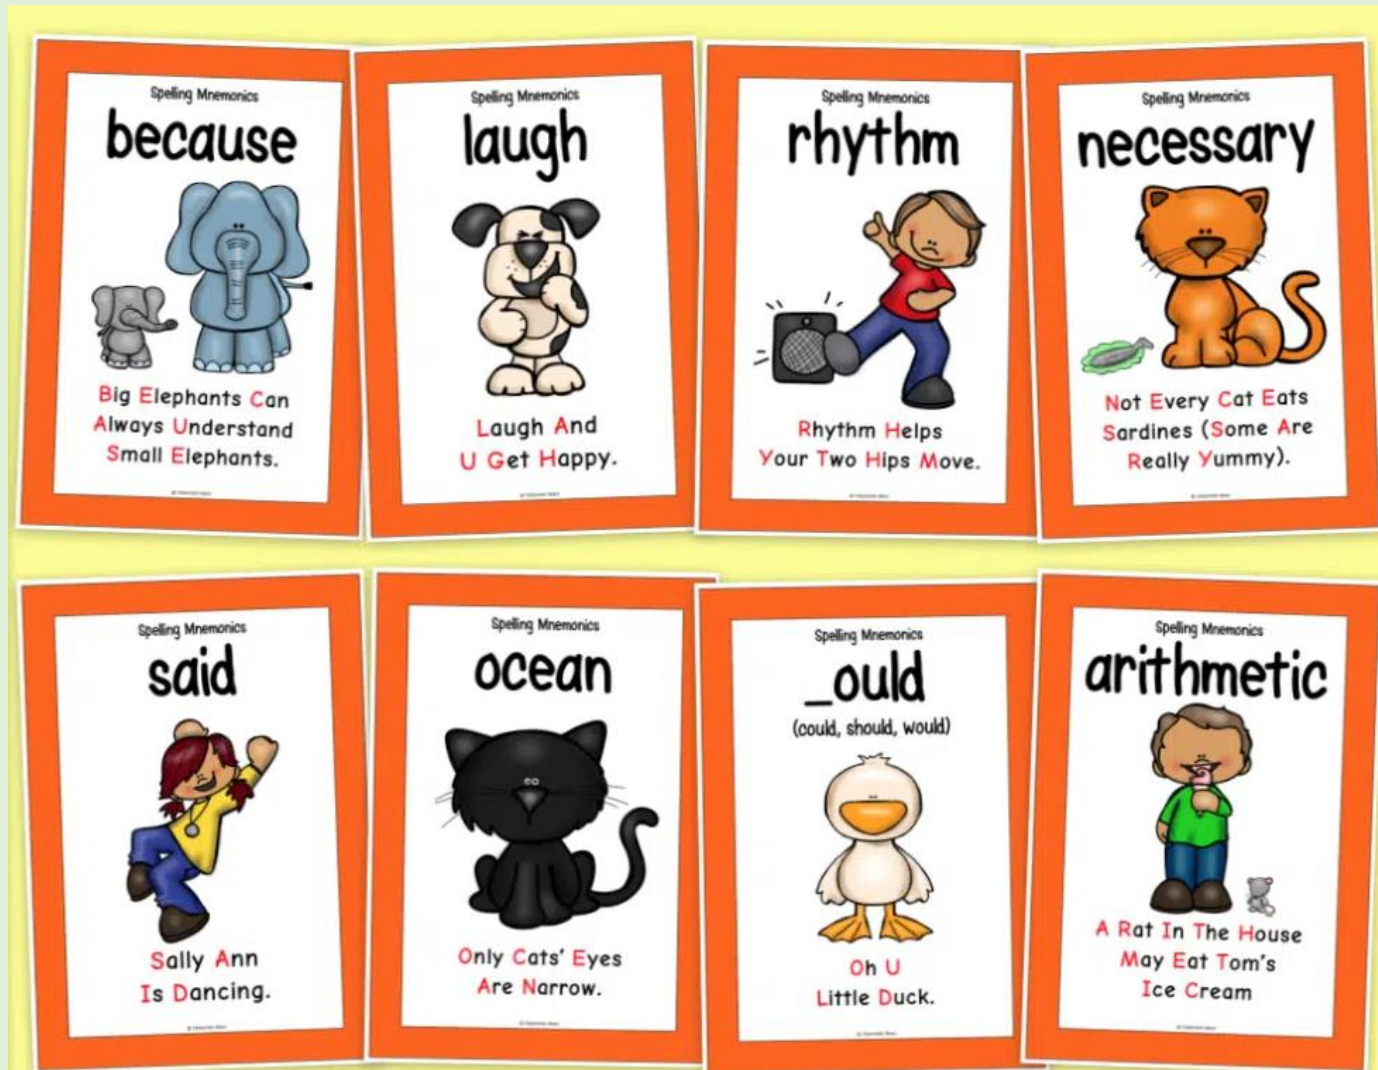 Spelling Mnemonics
because
Big Elephants Can
Always Understand
Small Elephants.
Spelling Mnemonics
laugh
Laugh And
U Get Happy.
Spelling Mnemonics
rhythm
Rhythm Helps
Your Two Hips Move.
Spelling Mnemonics
necessary
Not Every Cat Eats
Sardines (Some Are
Really Yummy).
Spelling Mnemonics
said
Sally Ann
Is Dancing.
Spelling Mnemonics
ocean
Only Cats' Eyes
Are Narrow.
Spelling Mnemonics
_ould
(could, should, would)
Oh U
Little Duck.
Spelling Mnemonics
arithmetic
A Rat In The House
May Eat Tom's
Ice Cream